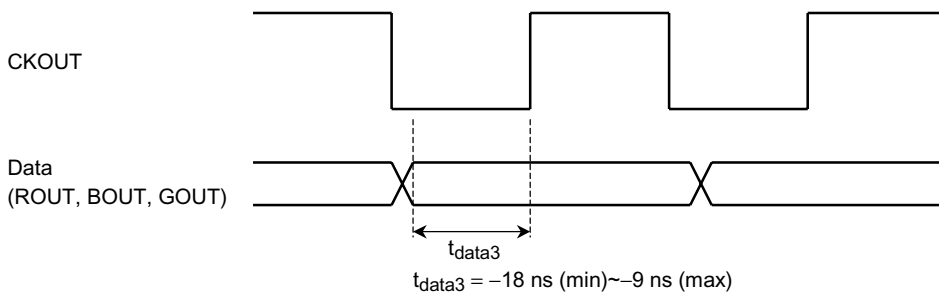 CKOUT
Data
(ROUT, BOUT, GOUT)
tdata3
tdata3 = −18 ns (min)~−9 ns (max)